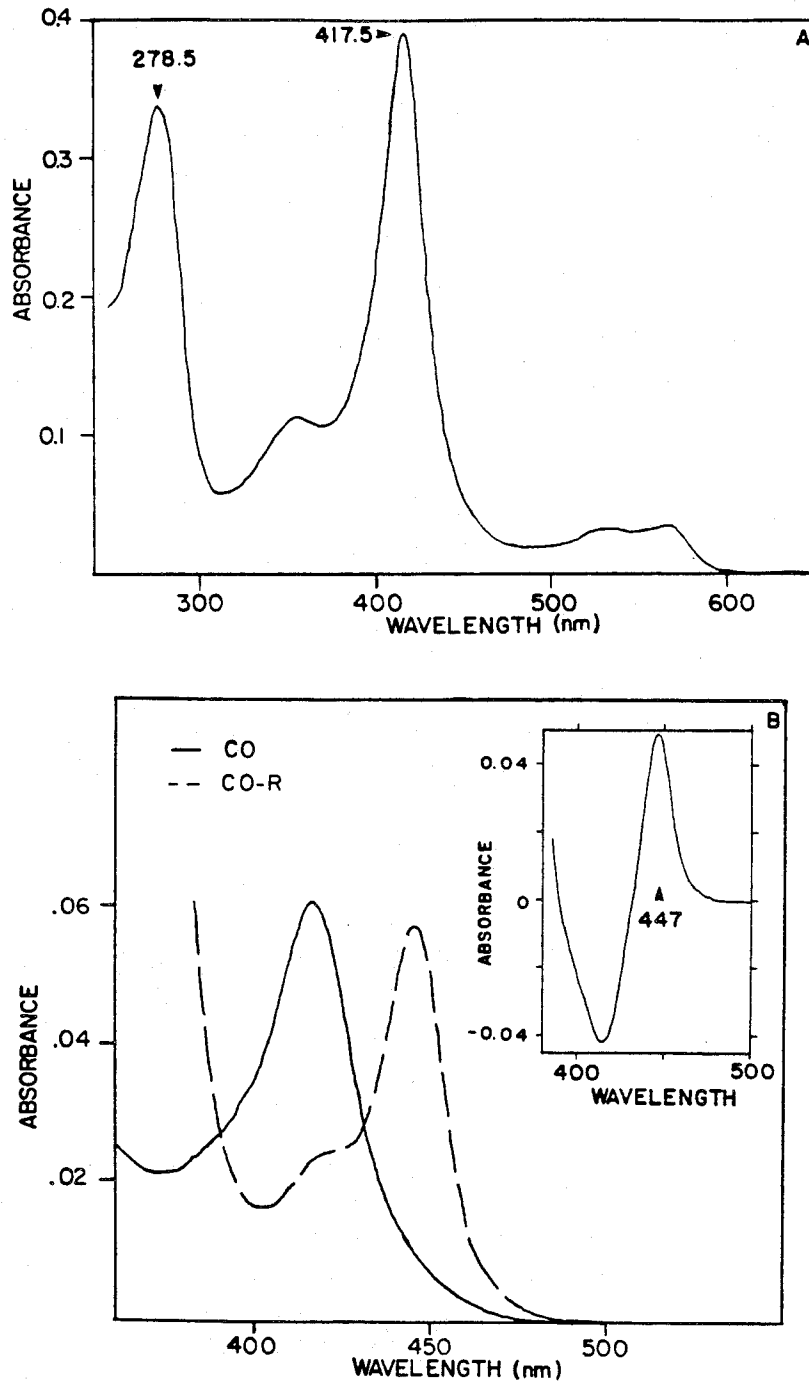 A
0.4
417.5
278.5
0.3
ABSORBANCE
0.2
0.1
300 400 500 600
WAVELENGTH (nm)
B
CO
CO-R
0.04
ABSORBANCE
0
447
-0.04
400 500
WAVELENGTH
.06
ABSORBANCE
.04
.02
400 450 500
WAVELENGTH (nm)